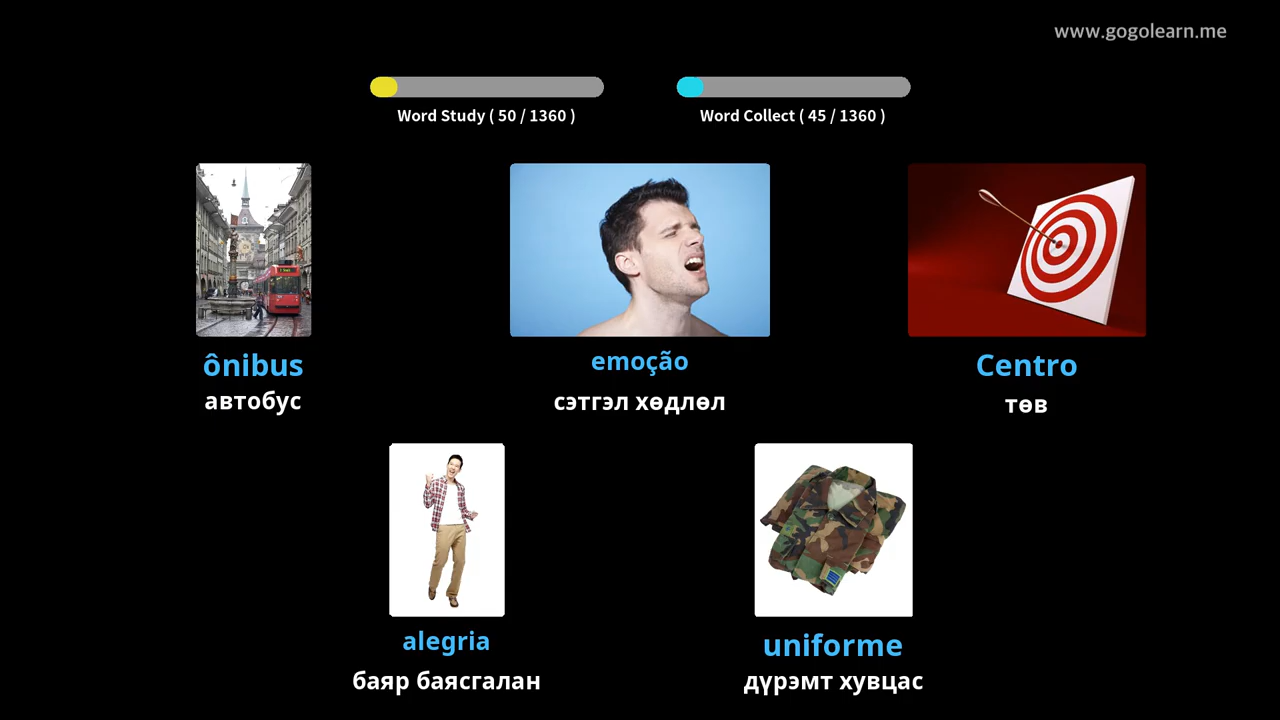 www.gogolearn.me
Word Study ( 50 / 1360 )
Word Collect ( 45 / 1360 )
ônibus
автобус
emoção
сэтгэл хөдлөл
Centro
төв
alegria
баяр баясгалан
uniforme
дүрэмт хувцас